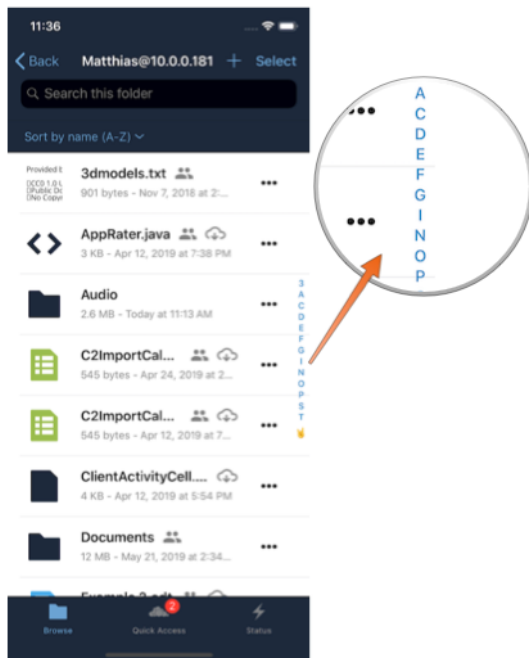 11:36
Back Matthias@10.0.0.181 + Select
Search this folder
Sort by name (A-Z)
Provided b
3dmodels.txt
901 bytes - Nov 7, 2018 at 2:...
AppRater.java
3 KB - Apr 12, 2019 at 7:38 PM
Audio
2.6 MB - Today at 11:13 AM
C2ImportCal...
545 bytes - Apr 24, 2019 at 2...
C2ImportCal...
545 bytes - Apr 12, 2019 at 7...
ClientActivityCell....
4 KB - Apr 12, 2019 at 5:54 PM
Documents
12 MB - May 21, 2019 at 2:34...
3
A
C
D
E
F
G
I
N
O
P
S
T
2
Browse Quick Access Status
A
C
D
E
F
G
I
N
O
P